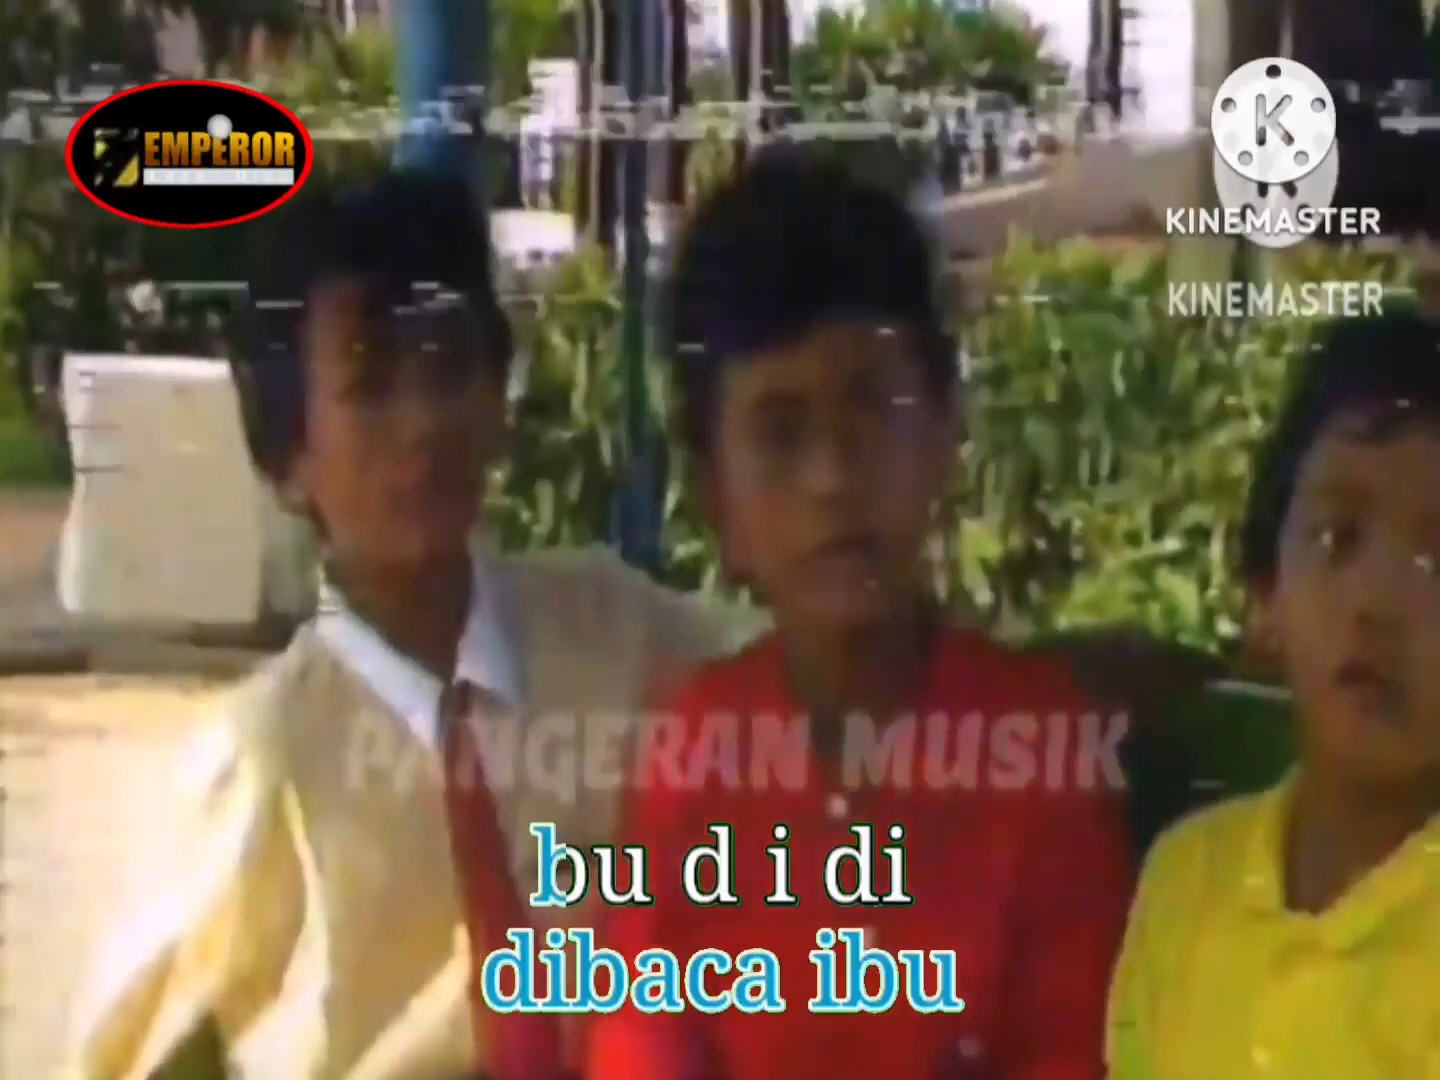 EMPEROR
KINEMASTER
KINEMASTER
PANGERAN MUSIK
bu d i di
dibaca ibu